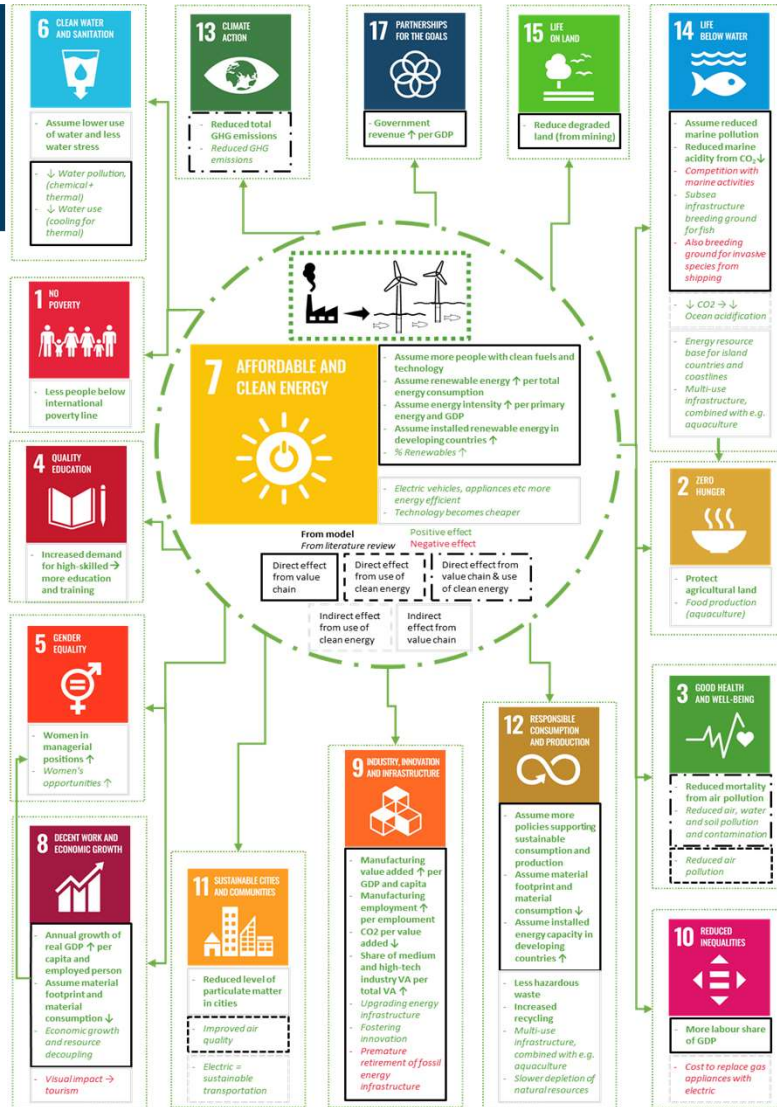 6 CLEAN WATER
AND SANITATION
- Assume lower use
of water and less
water stress
- ↓ Water pollution,
(chemical +
thermal)
- ↓ Water use
(cooling for
thermal)
13 CLIMATE
ACTION
- Reduced total
GHG emissions
- Reduced GHG
emissions
17 PARTNERSHIPS
FOR THE GOALS
- Government
revenue ↑ per GDP
15 LIFE
ON LAND
- Reduce degraded
land (from mining)
14 LIFE
BELOW WATER
- Assume reduced
marine pollution
- Reduced marine
acidity from CO₂↓
- Competition with
marine activities
- Subsea
infrastructure
breeding ground for
fish
- Also breeding
ground for invasive
species from
shipping
- ↓ CO2 → ↓
Ocean acidification
- Energy resource
base for island
countries and
coastlines
- Multi-use
infrastructure,
combined with e.g.
aquaculture
1 NO
POVERTY
- Less people below
international
poverty line
7 AFFORDABLE AND
CLEAN ENERGY
- Assume more people with clean fuels and
technology
- Assume renewable energy ↑ per total
energy consumption
- Assume energy intensity ↑ per primary
energy and GDP
- Assume installed renewable energy in
developing countries ↑
- % Renewables ↑
- Electric vehicles, appliances etc more
energy efficient
- Technology becomes cheaper
From model
From literature review
Positive effect
Negative effect
Direct effect
from value
chain
Direct effect
from use of
clean energy
Direct effect from
value chain & use
of clean energy
Indirect effect
from use of
clean energy
Indirect
effect from
value chain
4 QUALITY
EDUCATION
- Increased demand
for high-skilled →
more education
and training
2 ZERO
HUNGER
- Protect
agricultural land
- Food production
(aquaculture)
5 GENDER
EQUALITY
- Women in
managerial
positions ↑
- Women's
opportunities ↑
3 GOOD HEALTH
AND WELL-BEING
- Reduced mortality
from air pollution
- Reduced air, water
and soil pollution
and contamination
- Reduced air
pollution
8 DECENT WORK AND
ECONOMIC GROWTH
- Annual growth of
real GDP ↑ per
capita and
employed person
- Assume material
footprint and
material
consumption ↓
- Economic growth
and resource
decoupling
- Visual impact →
tourism
11 SUSTAINABLE CITIES
AND COMMUNITIES
- Reduced level of
particulate matter
in cities
- Improved air
quality
- Electric =
sustainable
transportation
9 INDUSTRY, INNOVATION
AND INFRASTRUCTURE
- Manufacturing
value added ↑ per
GDP and capita
- Manufacturing
employment ↑
per emploument
- CO2 per value
added ↓
- Share of medium
and high-tech
industry VA per
total VA ↑
- Upgrading energy
infrastructure
- Fostering
innovation
- Premature
retirement of fossil
energy
infrastructure
12 RESPONSIBLE
CONSUMPTION
AND PRODUCTION
- Assume more
policies supporting
sustainable
consumption and
production
- Assume material
footprint and
material
consumption ↓
- Assume installed
energy capacity in
developing
countries ↑
- Less hazardous
waste
- Increased
recycling
- Multi-use
infrastructure,
combined with e.g.
aquaculture
- Slower depletion of
natural resources
10 REDUCED
INEQUALITIES
- More labour share
of GDP
- Cost to replace gas
appliances with
electric